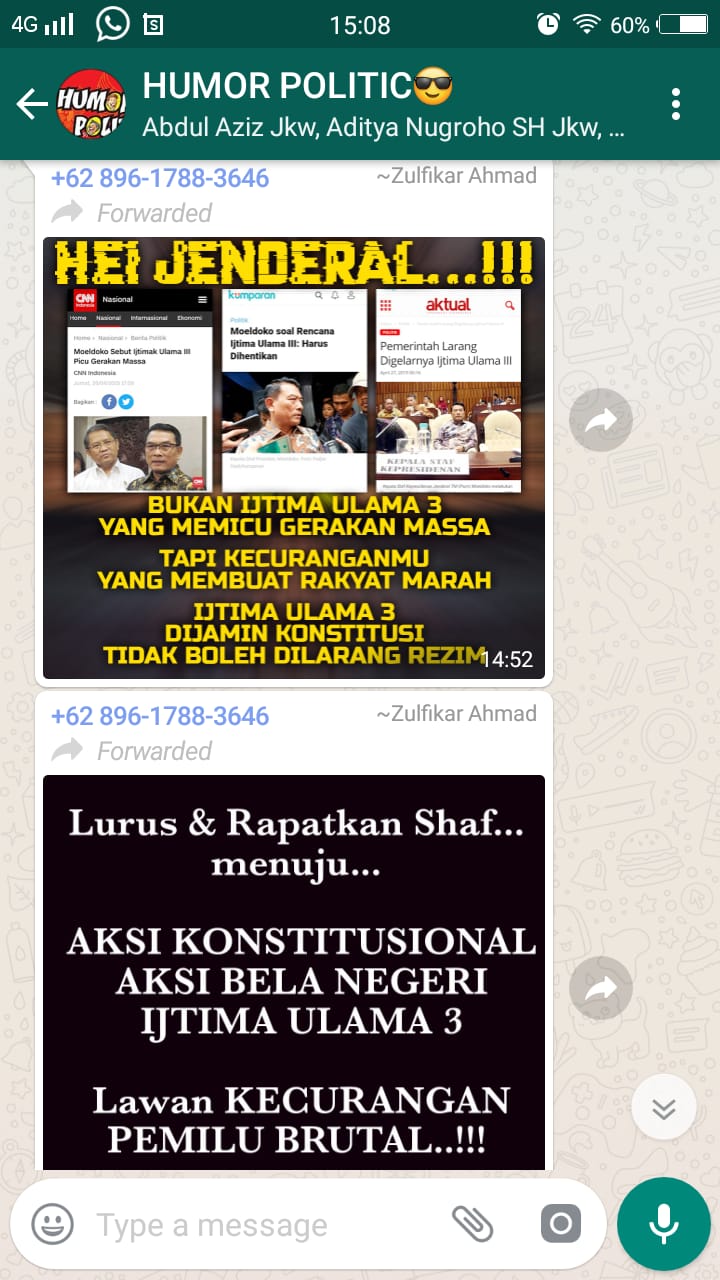 4G
15:08
60%
HUMOR POLITIC
Abdul Aziz Jkw, Aditya Nugroho SH Jkw, ...
+62 896-1788-3646
~Zulfikar Ahmad
Forwarded
HEI JENDERAL...!!!
CNN Indonesia
Nasional
Home Nasional Internasional Ekonomi
Home > Nasional > Berita Politik
Moeldoko Sebut Ijtimak Ulama III
Picu Gerakan Massa
CNN Indonesia
Bagikan :
kumparan
Politik
Moeldoko soal Rencana
Ijtima Ulama III: Harus
Dihentikan
aktual
Pemerintah Larang
Digelarnya Ijtima Ulama III
KEPALA STAF
KEPRESIDENAN
BUKAN IJTIMA ULAMA 3
YANG MEMICU GERAKAN MASSA
TAPI KECURANGANMU
YANG MEMBUAT RAKYAT MARAH
IJTIMA ULAMA 3
DIJAMIN KONSTITUSI
TIDAK BOLEH DILARANG REZIM
14:52
+62 896-1788-3646
~Zulfikar Ahmad
Forwarded
Lurus & Rapatkan Shaf...
menuju...
AKSI KONSTITUSIONAL
AKSI BELA NEGERI
IJTIMA ULAMA 3
Lawan KECURANGAN
PEMILU BRUTAL..!!!
Type a message